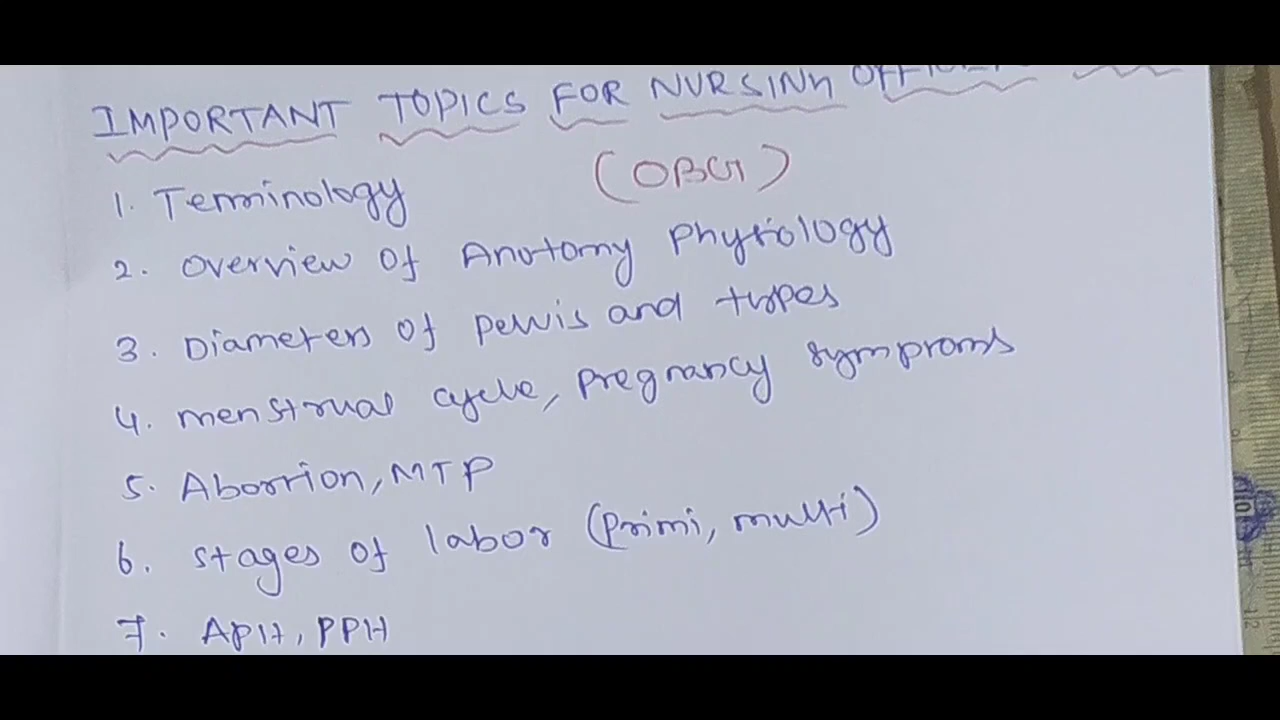 IMPORTANT TOPICS FOR NURSING OFFICER
(OBG)
1. Terminology
2. Overview of Anatomy Physiology
3. Diameters of pelvis and types
4. menstrual cycle, pregnancy symptoms
5. Abortion, MTP
6. stages of labor (primi, multi)
7. APH, PPH